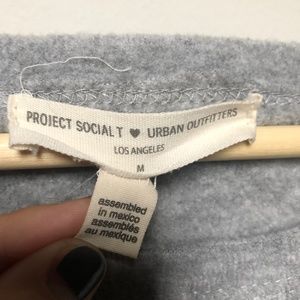 PROJECT SOCIAL T ♥ URBAN OUTFITTERS
LOS ANGELES
M
assembled
in mexico
assemblés
au mexique